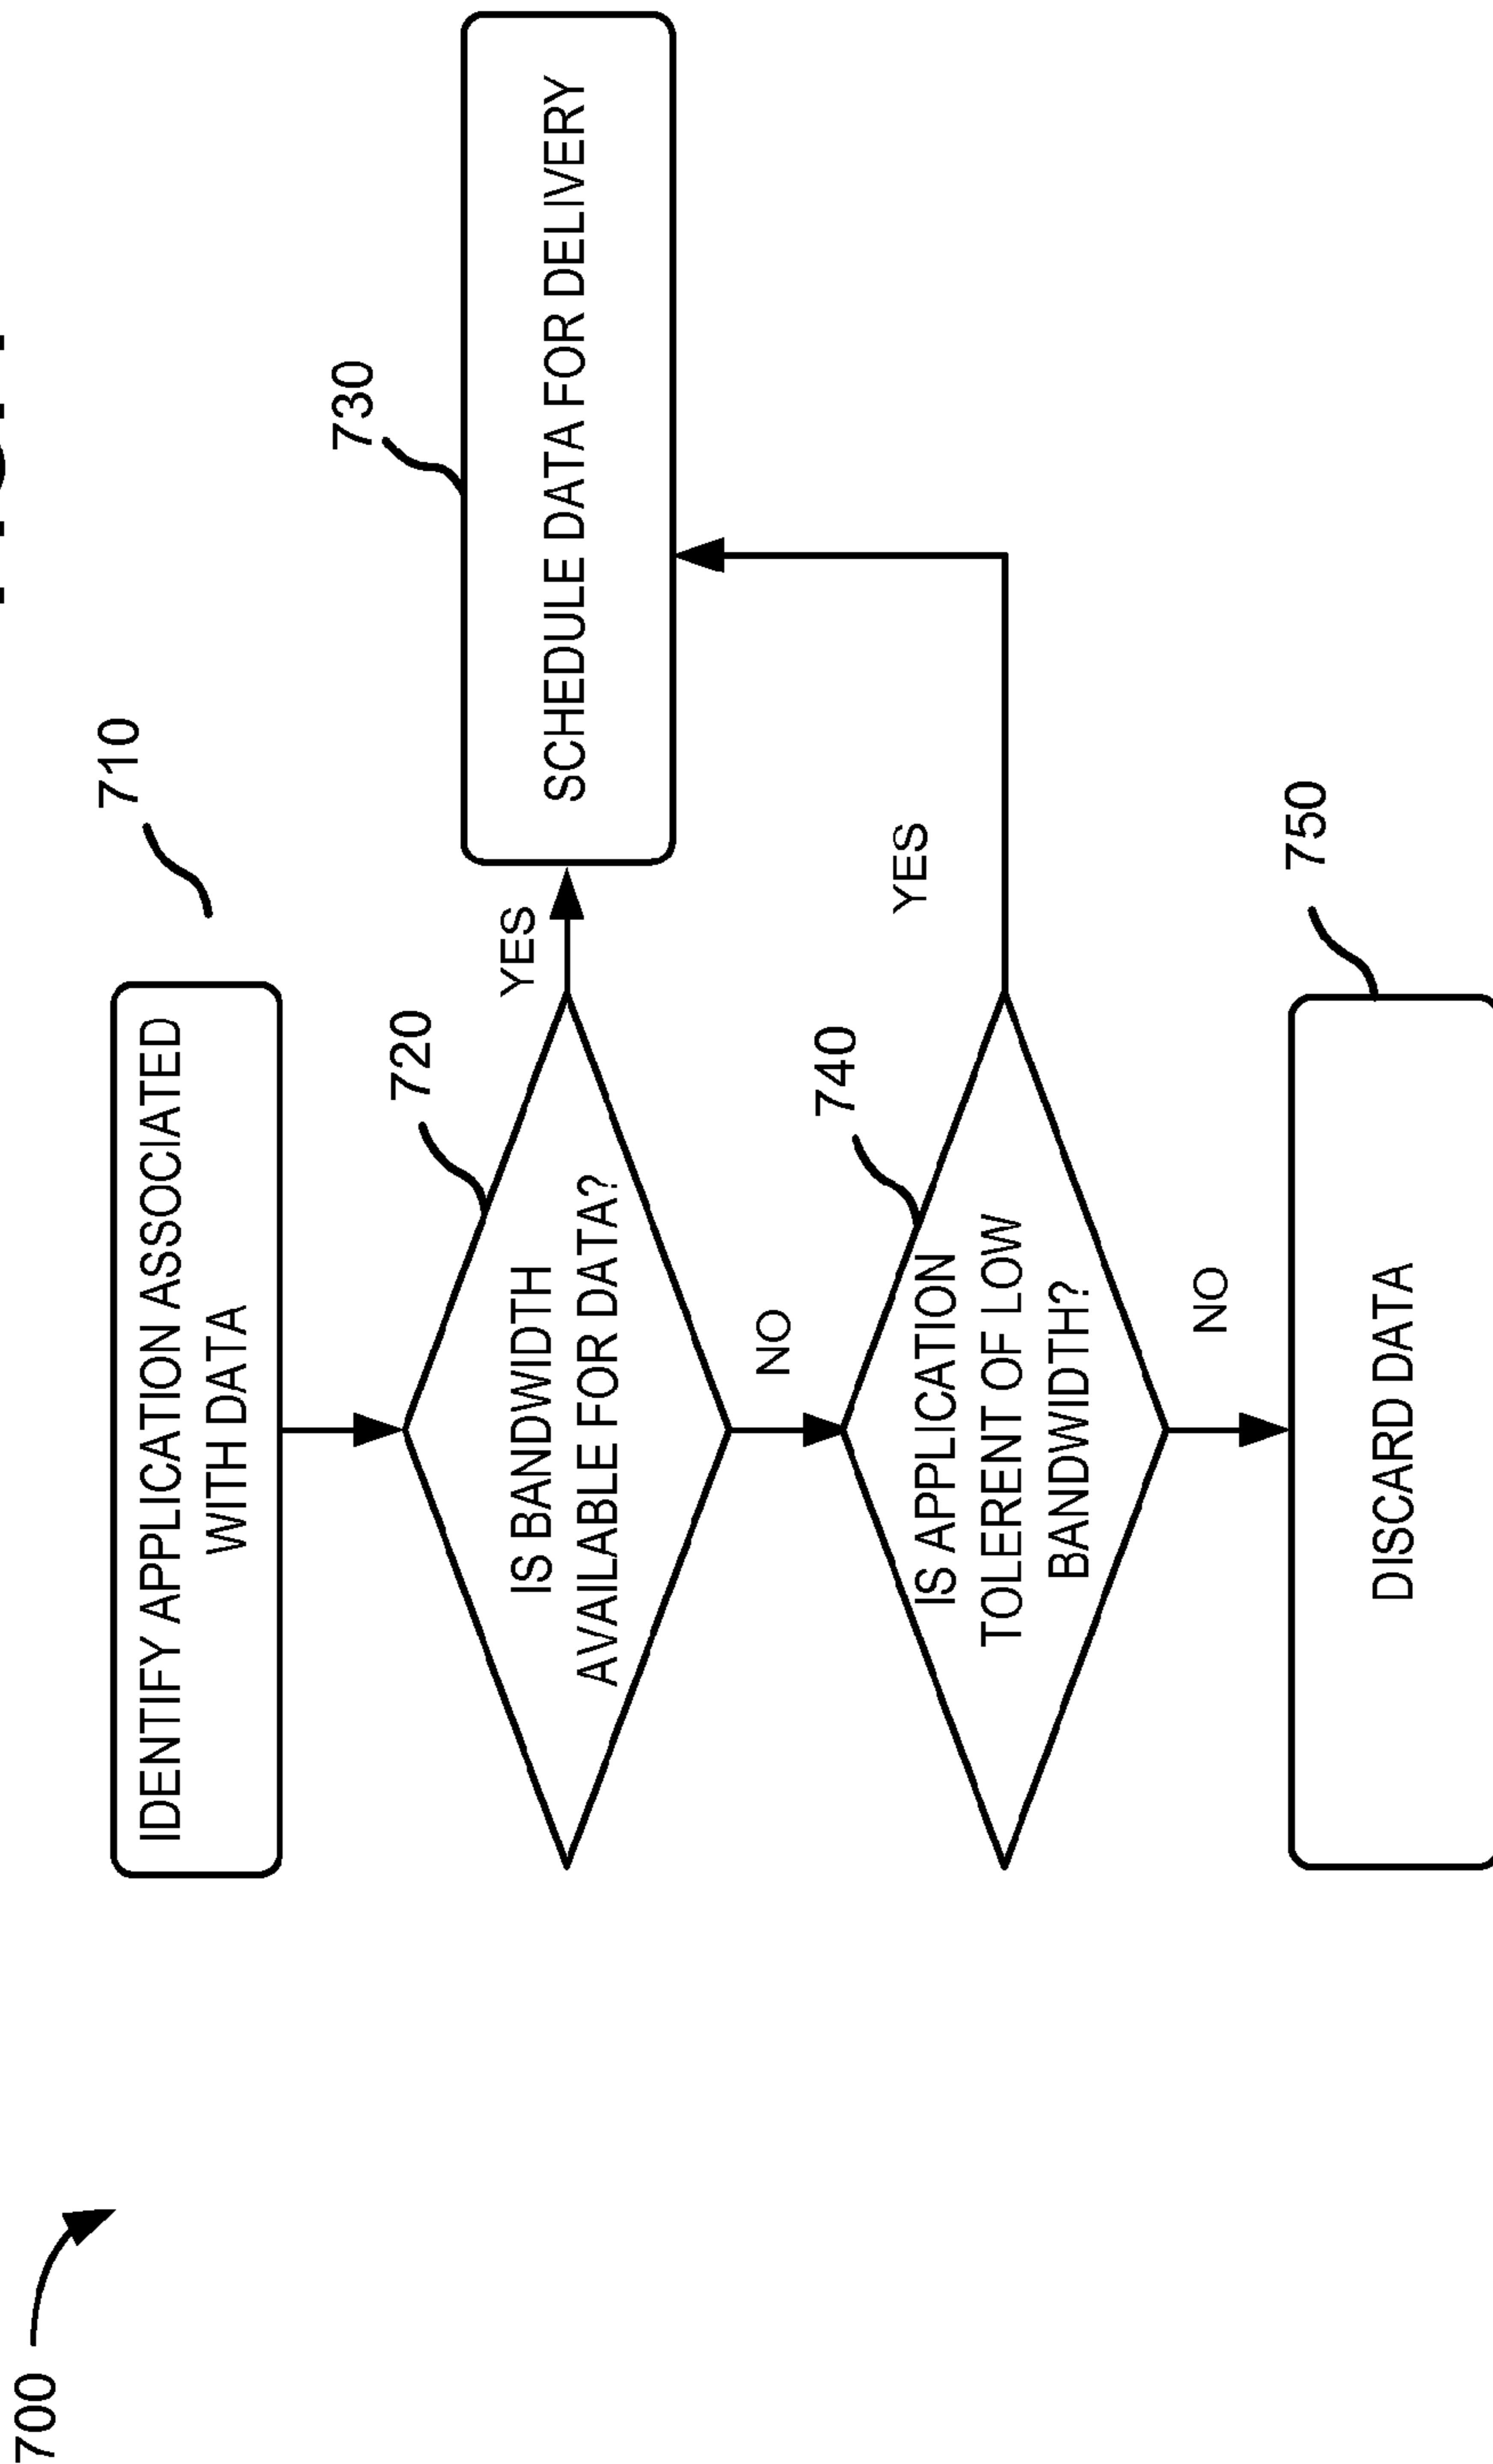 700
710
IDENTIFY APPLICATION ASSOCIATED
WITH DATA
720
IS BANDWIDTH
AVAILABLE FOR DATA?
YES
730
SCHEDULE DATA FOR DELIVERY
NO
740
IS APPLICATION
TOLERENT OF LOW
BANDWIDTH?
YES
NO
750
DISCARD DATA